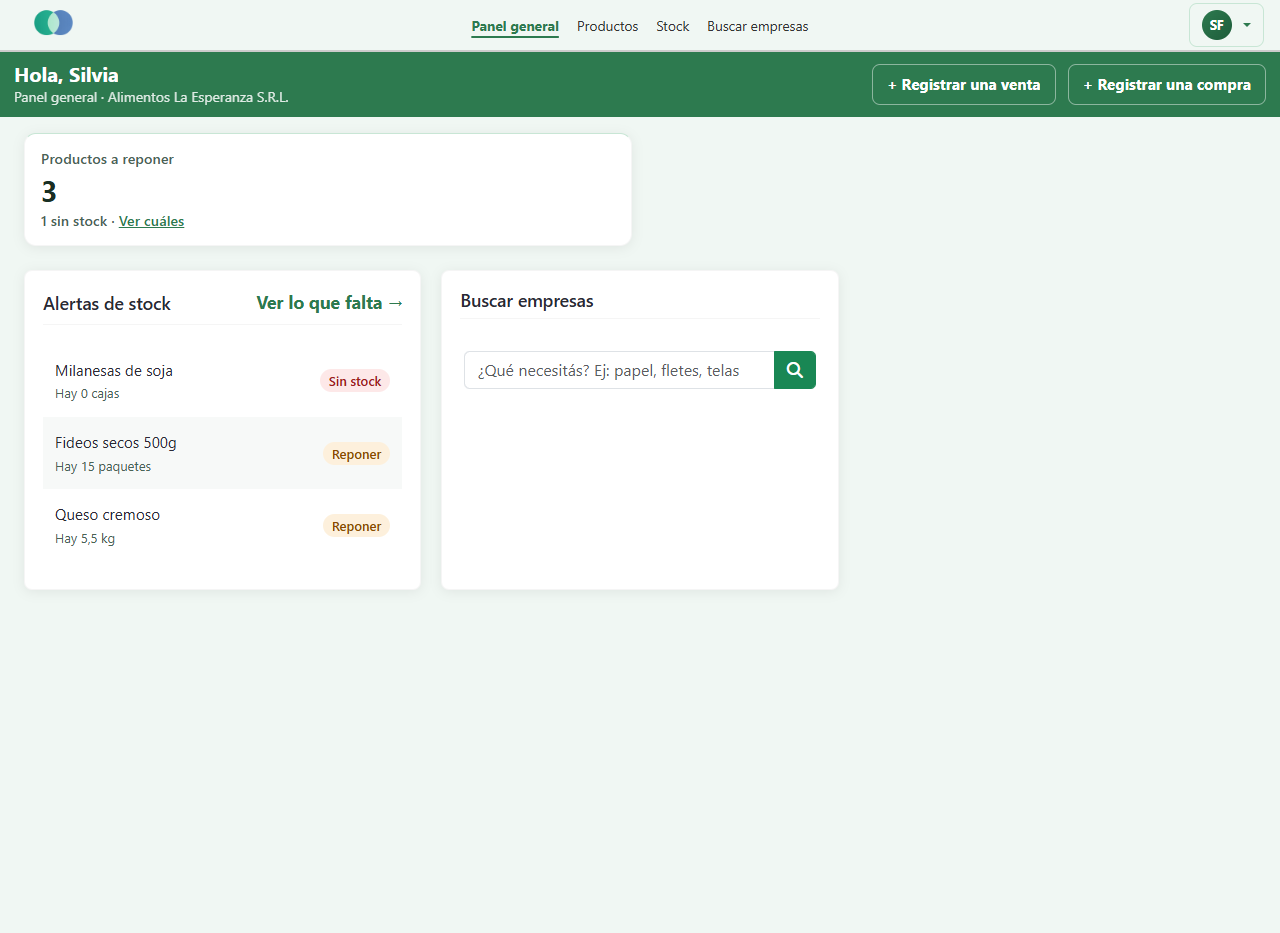 Panel general
Productos
Stock
Buscar empresas
SF
Hola, Silvia
Panel general · Alimentos La Esperanza S.R.L.
+ Registrar una venta
+ Registrar una compra
Productos a reponer
3
1 sin stock · Ver cuáles
Alertas de stock
Ver lo que falta →
Milanesas de soja
Hay 0 cajas
Sin stock
Fideos secos 500g
Hay 15 paquetes
Reponer
Queso cremoso
Hay 5,5 kg
Reponer
Buscar empresas
¿Qué necesitás? Ej: papel, fletes, telas